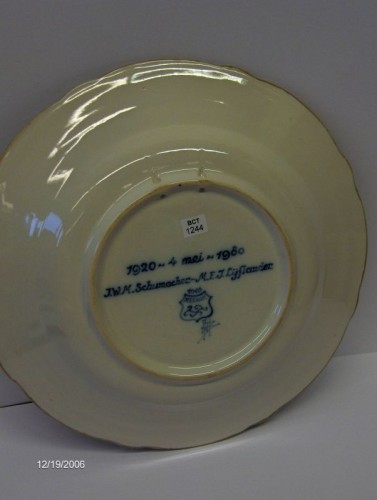 BCT
1244
1920 ~ 4 mei ~ 1960
J.W.M. Schumacher ~ M.E.J.
12/19/2006